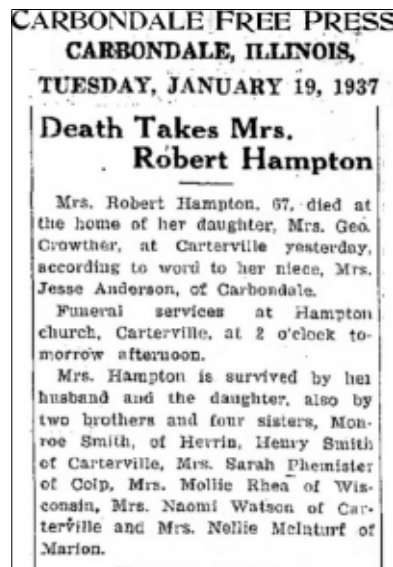 CARBONDALE FREE PRESS
CARBONDALE, ILLINOIS,
TUESDAY, JANUARY 19, 1937
Death Takes Mrs.
Robert Hampton
Mrs. Robert Hampton, 67, died at
the home of her daughter, Mrs. Geo.
Crowther, at Carterville yesterday,
according to word to her niece, Mrs.
Jesse Anderson, of Carbondale.
Funeral services at Hampton
church, Carterville, at 2 o'clock to-
morrow afternoon.
Mrs. Hampton is survived by her
husband and the daughter, also by
two brothers and four sisters, Mon-
roe Smith, of Herrin, Henry Smith
of Carterville, Mrs. Sarah Phemister
of Colp, Mrs. Mollie Rhea of Wis-
consin, Mrs. Naomi Watson of Car-
terville and Mrs. Nellie McInturf of
Marion.